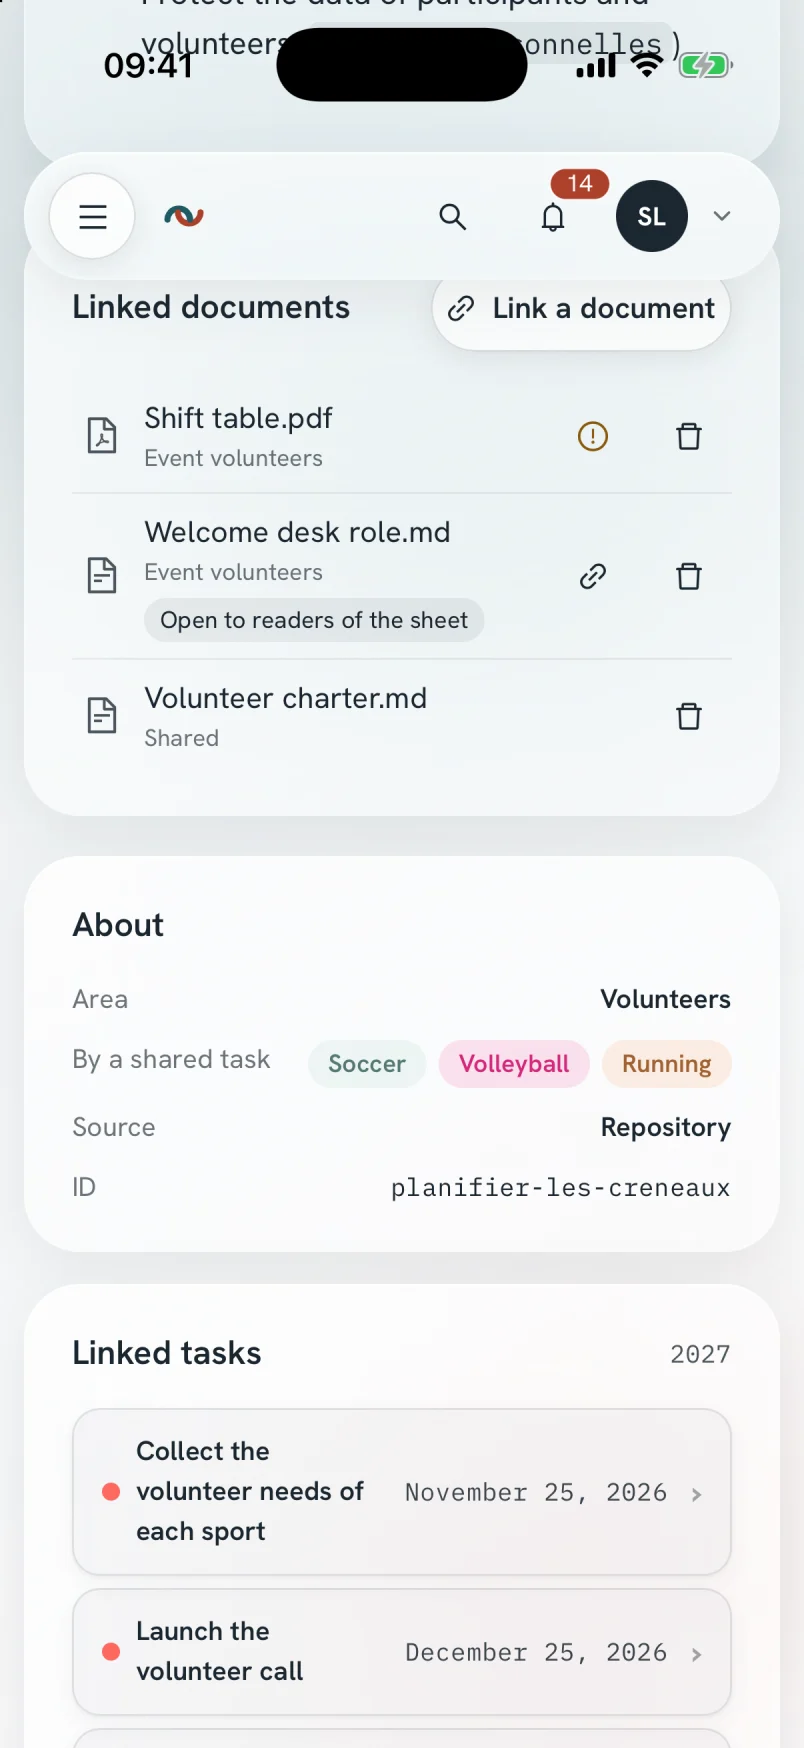 volunteers onnelles )
09:41
14
SL
Linked documents
Link a document
Shift table.pdf
Event volunteers
Welcome desk role.md
Event volunteers
Open to readers of the sheet
Volunteer charter.md
Shared
About
Area
Volunteers
By a shared task
Soccer
Volleyball
Running
Source
Repository
ID
planifier-les-creneaux
Linked tasks
2027
Collect the
volunteer needs of
each sport
November 25, 2026
Launch the
volunteer call
December 25, 2026